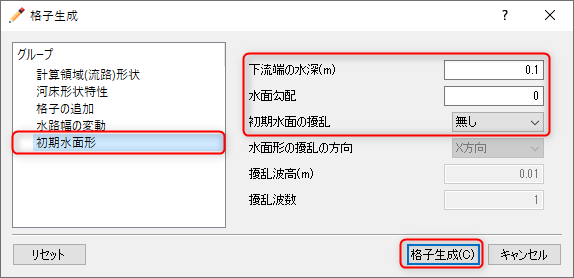 格子生成
グループ
計算領域(流路)形状
河床形状特性
格子の追加
水路幅の変動
初期水面形
下流端の水深(m) 0.1
水面勾配 0
初期水面の擾乱 無し
水面形の擾乱の方向 X方向
擾乱波高(m) 0.01
擾乱波数 1
リセット 格子生成(C) キャンセル